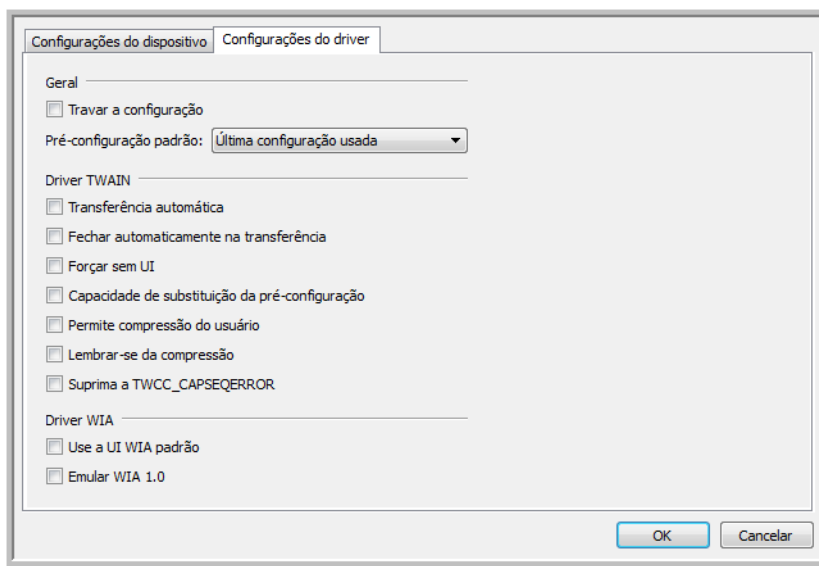 Configurações do dispositivo Configurações do driver
Geral
Travar a configuração
Pré-configuração padrão: Última configuração usada
Driver TWAIN
Transferência automática
Fechar automaticamente na transferência
Forçar sem UI
Capacidade de substituição da pré-configuração
Permite compressão do usuário
Lembrar-se da compressão
Suprima a TWCC_CAPSEQERROR
Driver WIA
Use a UI WIA padrão
Emular WIA 1.0
OK Cancelar